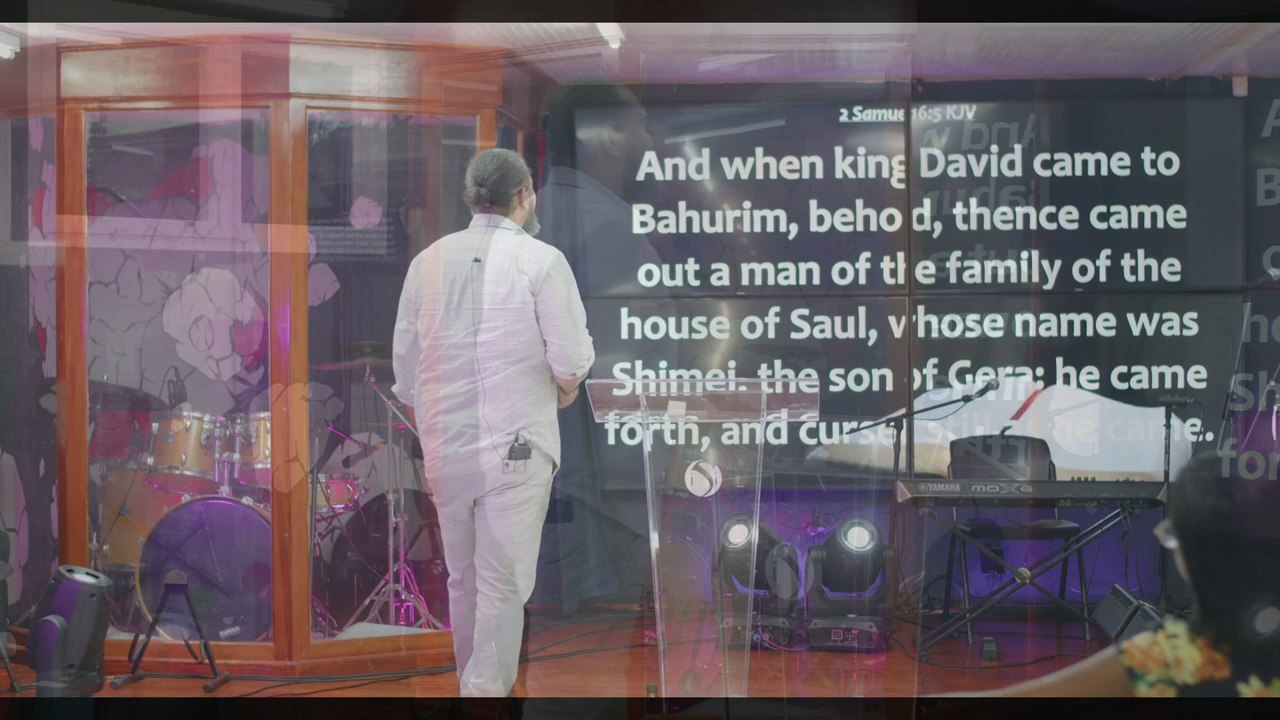 2 Samuel 16:5 KJV
And when king David came to
Bahurim, behold, thence came
out a man of the family of the
house of Saul, whose name was
Shimei, the son of Gera: he came
forth, and cursed still as he came.
YAMAHA MOX6